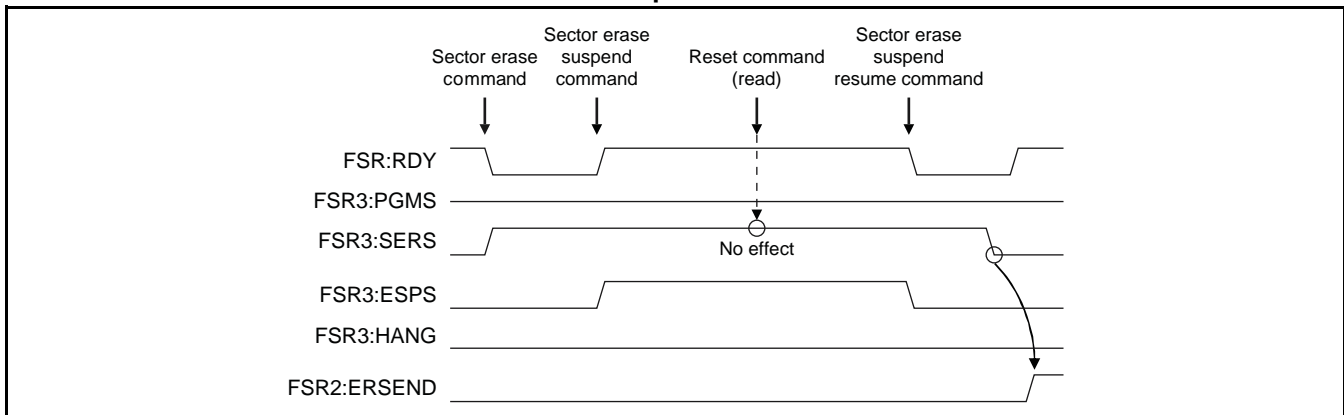 Sector erase
command
Sector erase
suspend
command
Reset command
(read)
Sector erase
suspend
resume command
FSR:RDY
FSR3:PGMS
FSR3:SERS
No effect
FSR3:ESPS
FSR3:HANG
FSR2:ERSEND